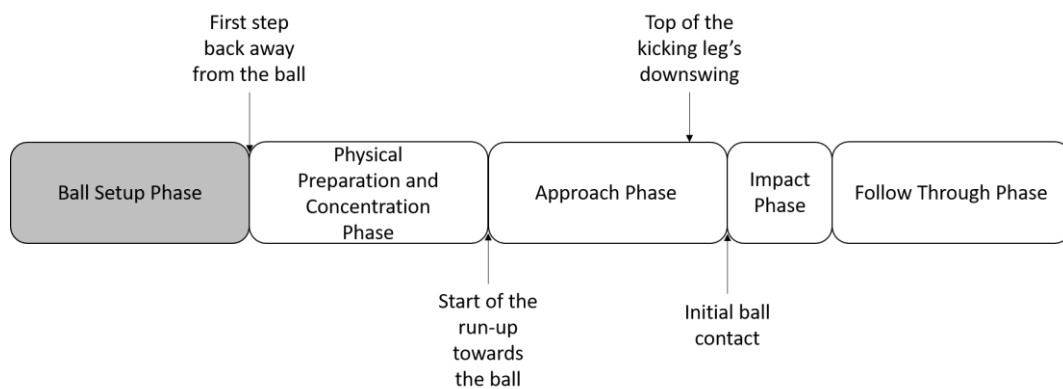 First step
back away
from the ball
Top of the
kicking leg's
downswing
Ball Setup Phase
Physical
Preparation and
Concentration
Phase
Approach Phase
Impact
Phase
Follow Through Phase
Start of the
run-up
towards
the ball
Initial ball
contact